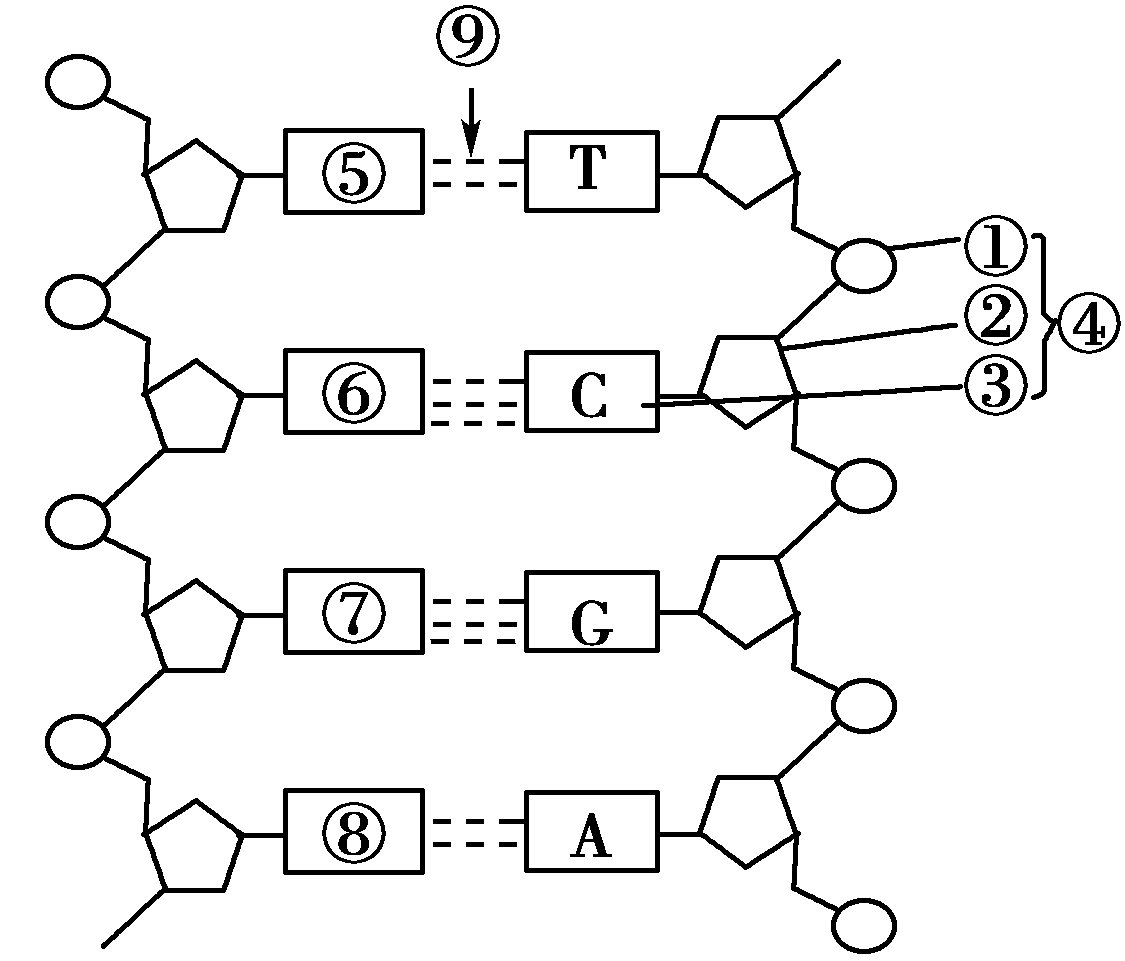 ⑨
⑤ T
①
② ④
⑥ C ③
⑦ G
⑧ A